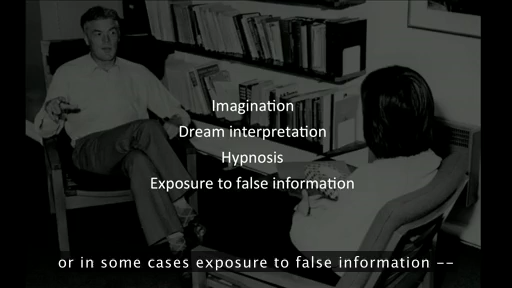 Imagination
Dream interpretation
Hypnosis
Exposure to false information
or in some cases exposure to false information --